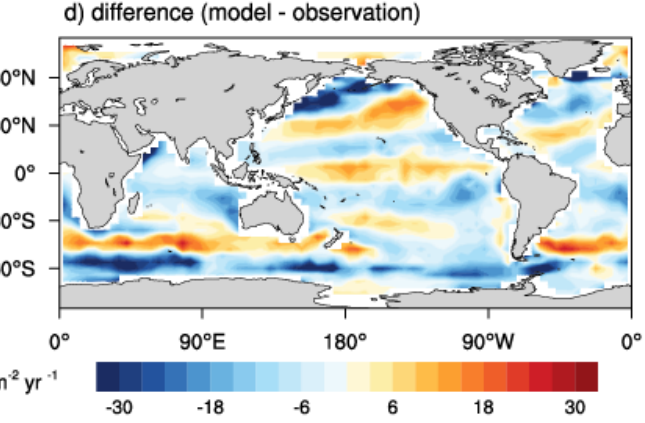 d) difference (model - observation)
0°N
0°N
0°
0°S
0°S
0° 90°E 180° 90°W 0°
n⁻² yr ⁻¹
-30 -18 -6 6 18 30